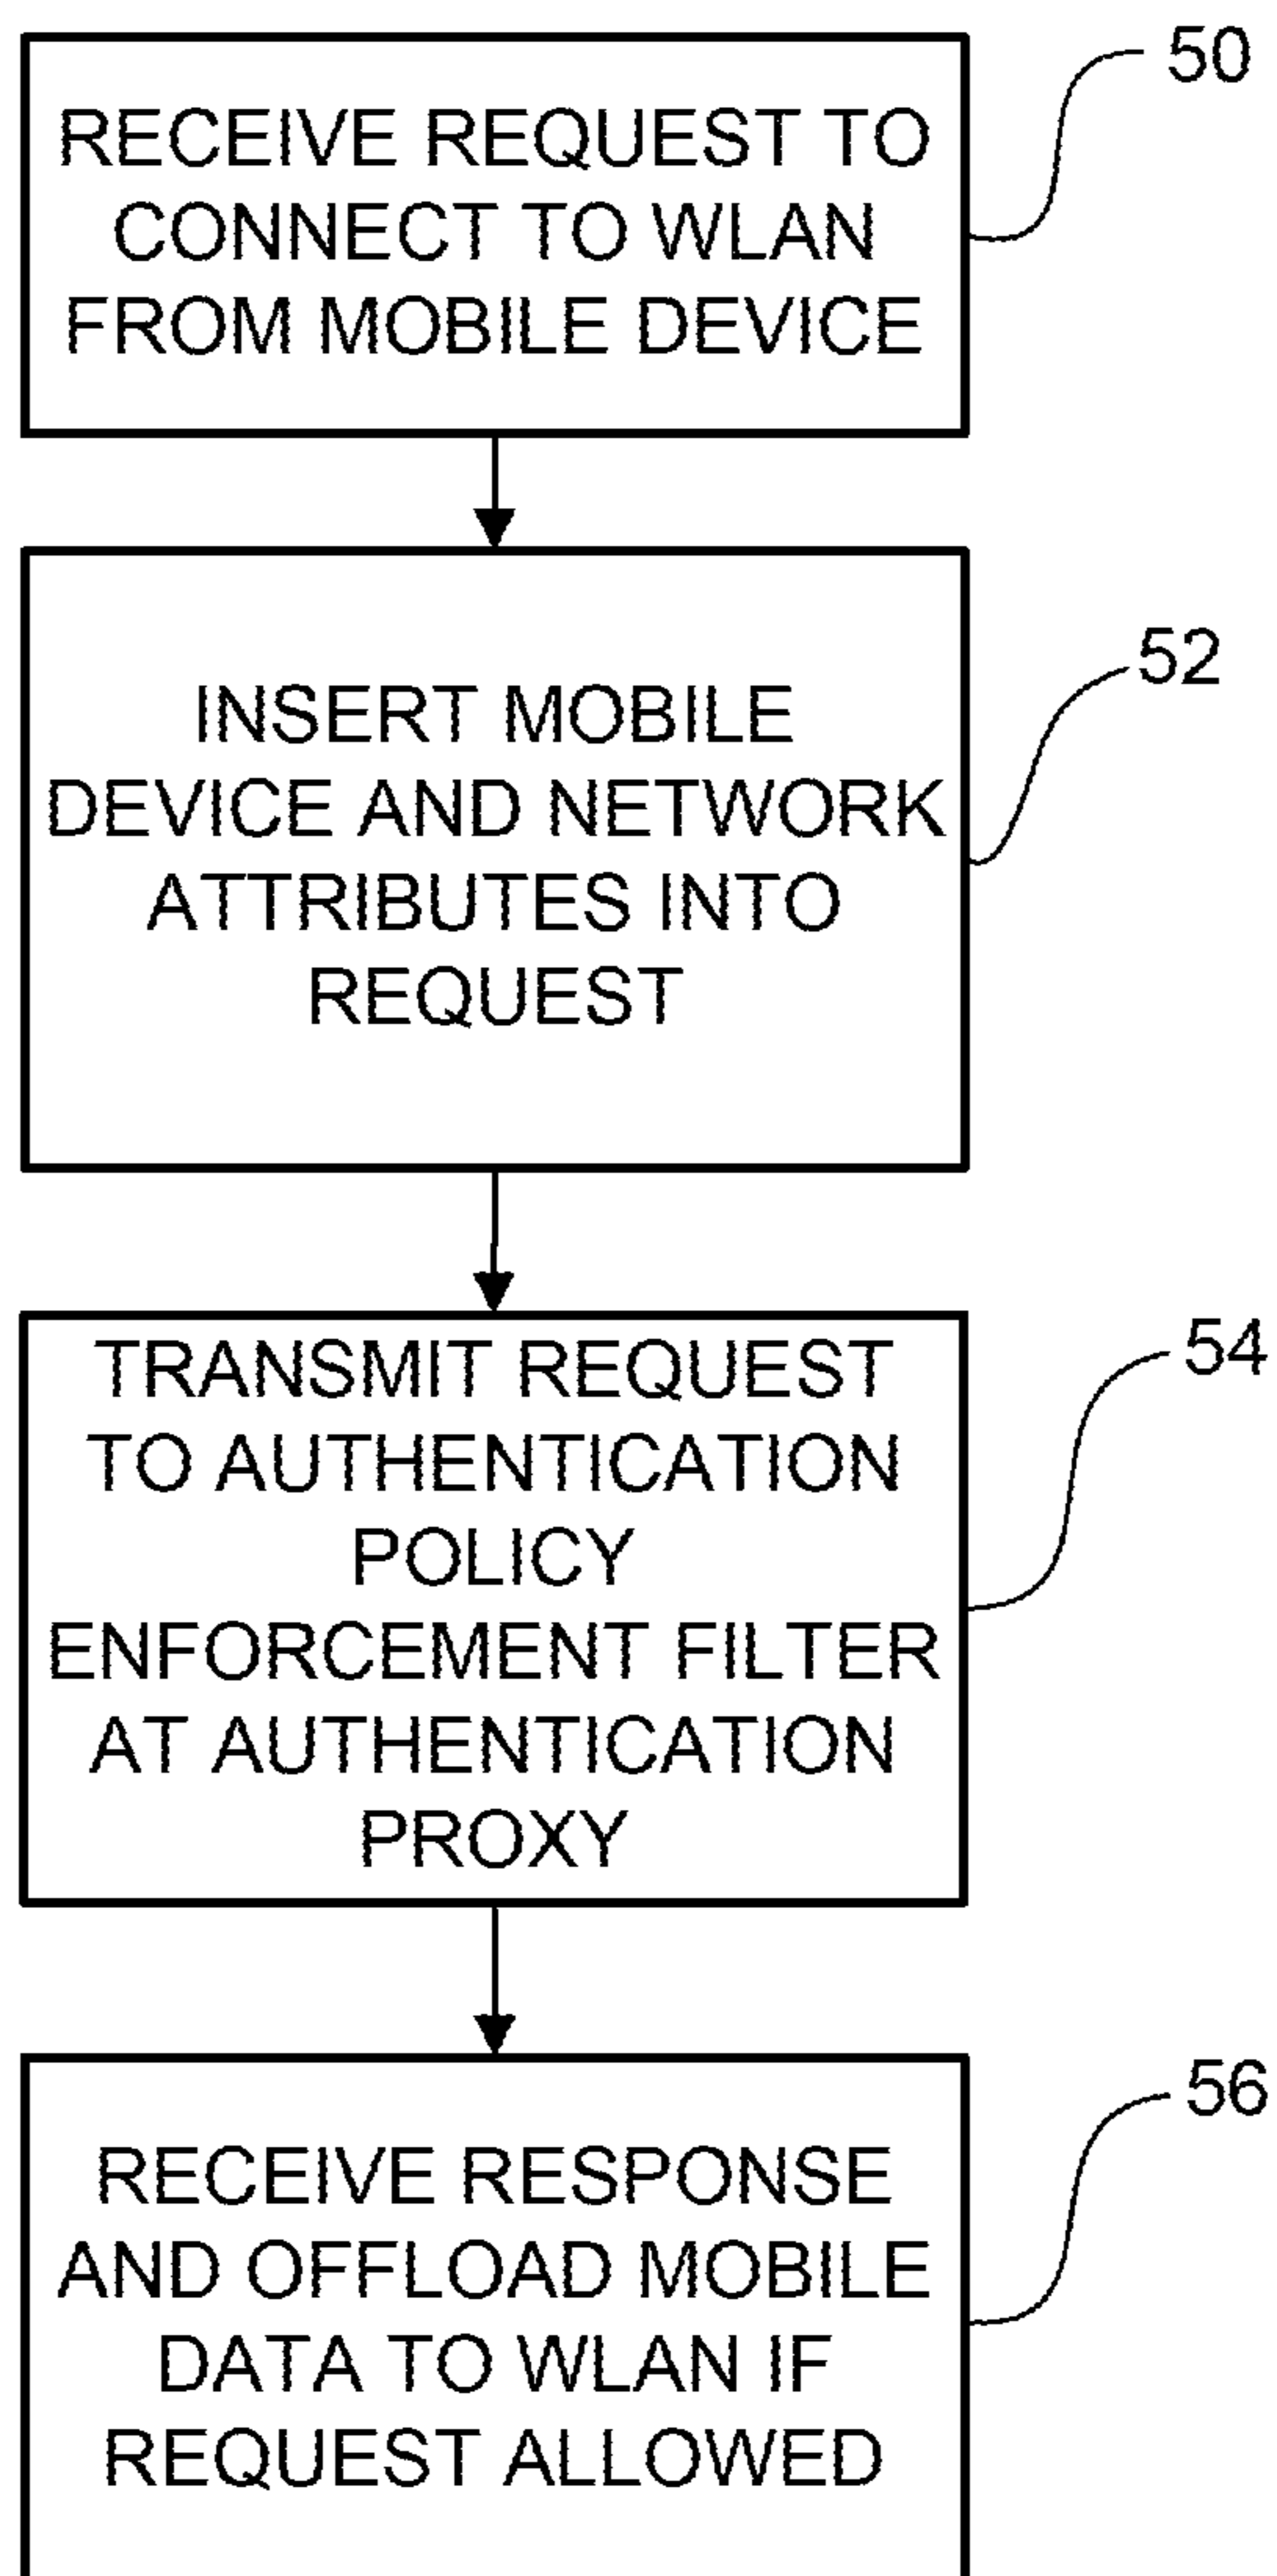 50
RECEIVE REQUEST TO
CONNECT TO WLAN
FROM MOBILE DEVICE
52
INSERT MOBILE
DEVICE AND NETWORK
ATTRIBUTES INTO
REQUEST
54
TRANSMIT REQUEST
TO AUTHENTICATION
POLICY
ENFORCEMENT FILTER
AT AUTHENTICATION
PROXY
56
RECEIVE RESPONSE
AND OFFLOAD MOBILE
DATA TO WLAN IF
REQUEST ALLOWED